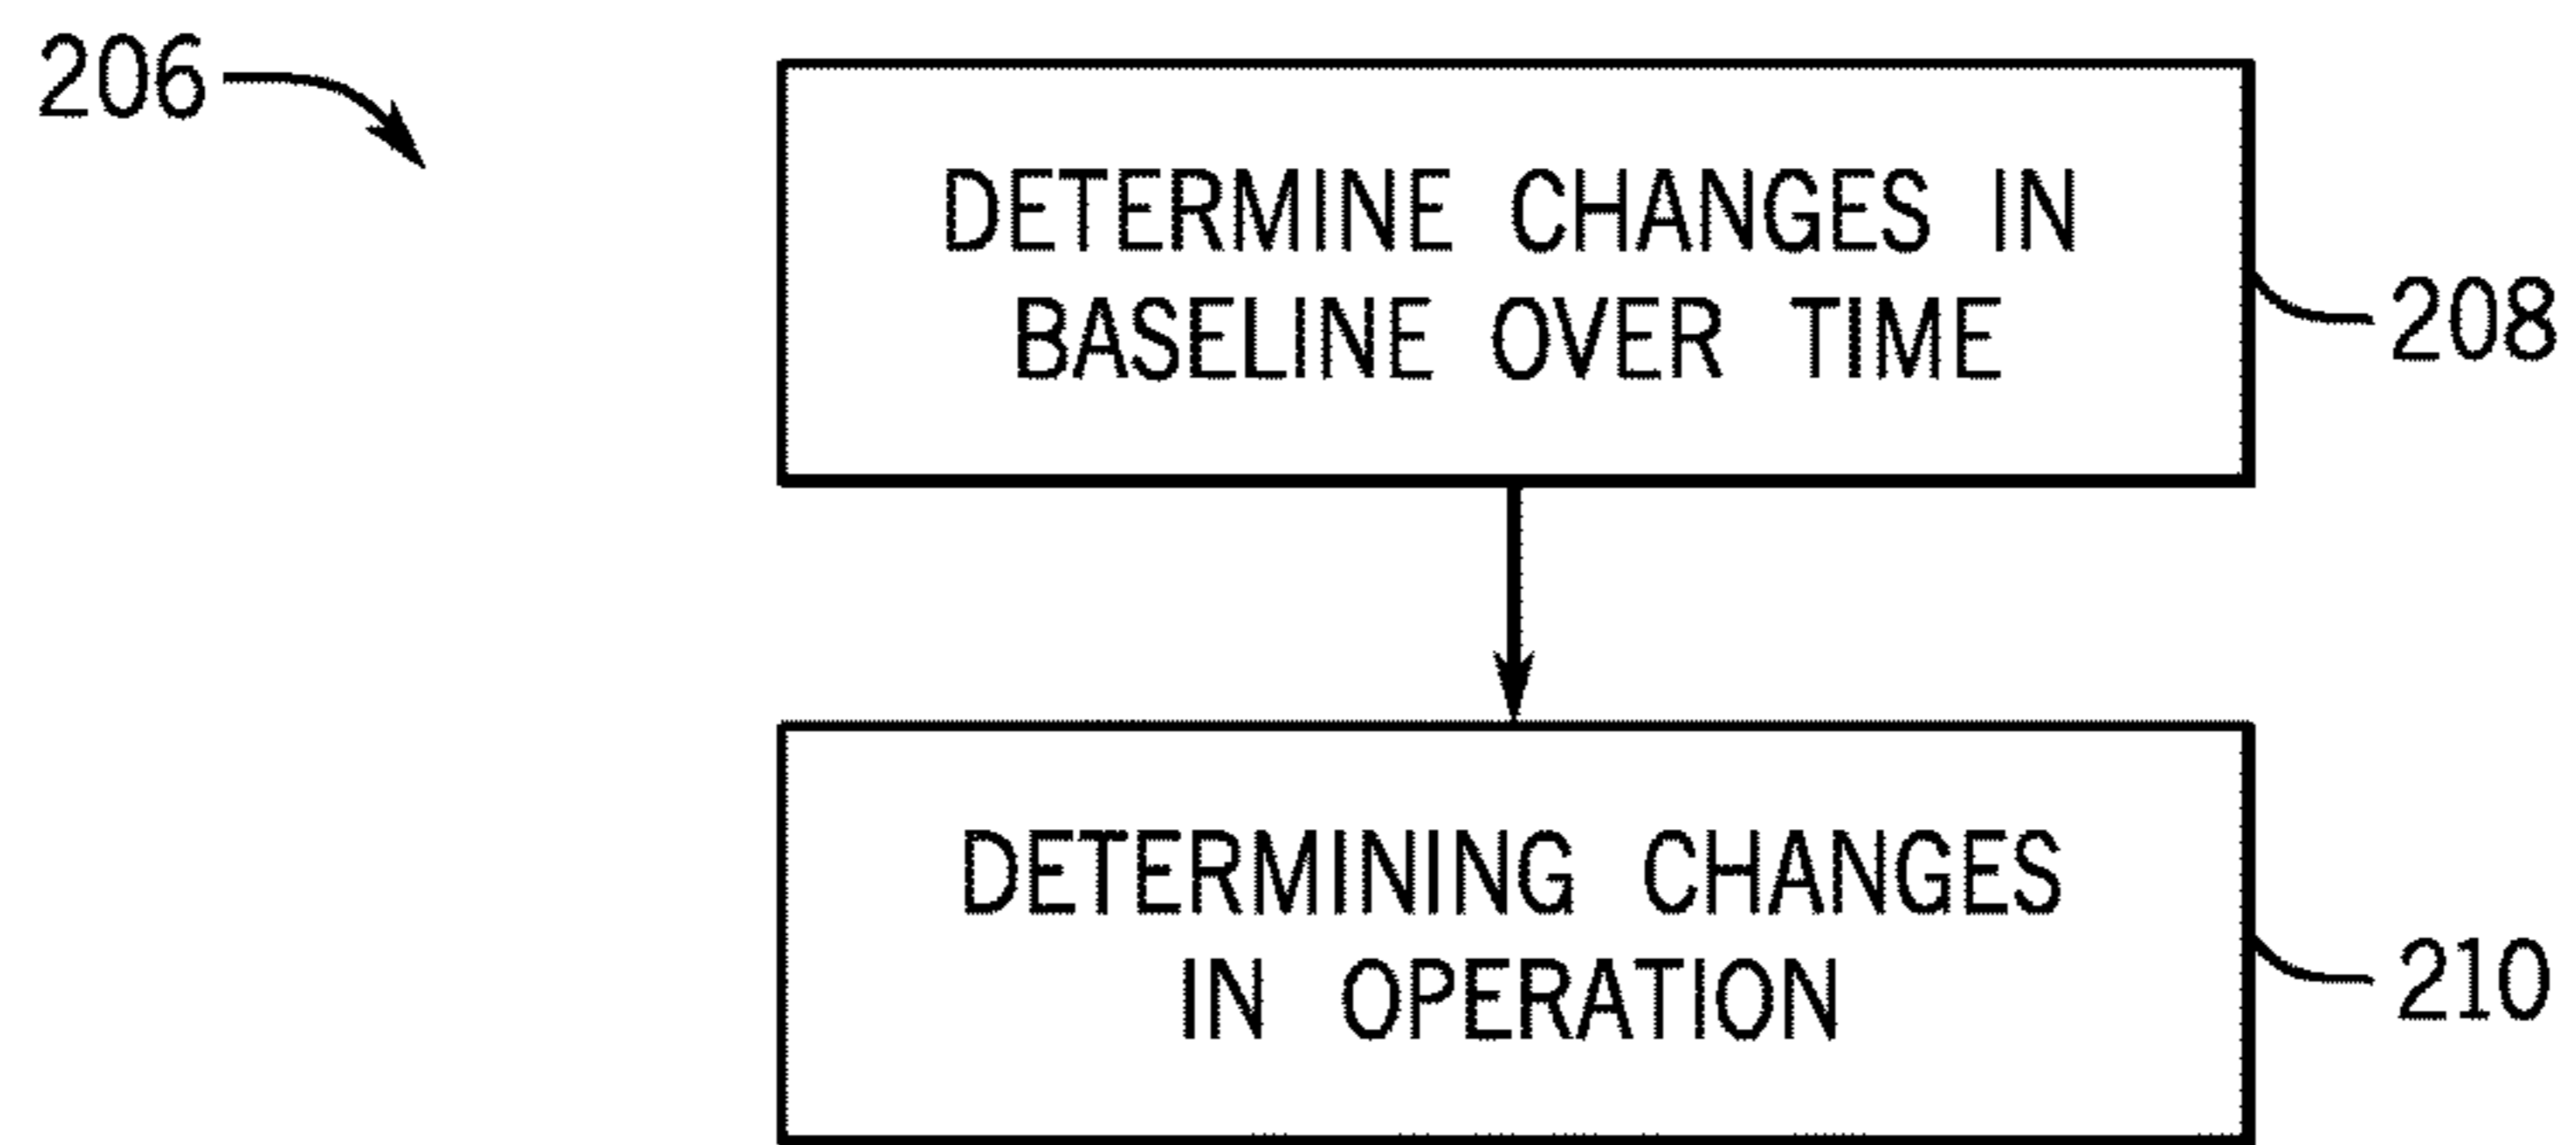 206
DETERMINE CHANGES IN
BASELINE OVER TIME
208
DETERMINING CHANGES
IN OPERATION
210